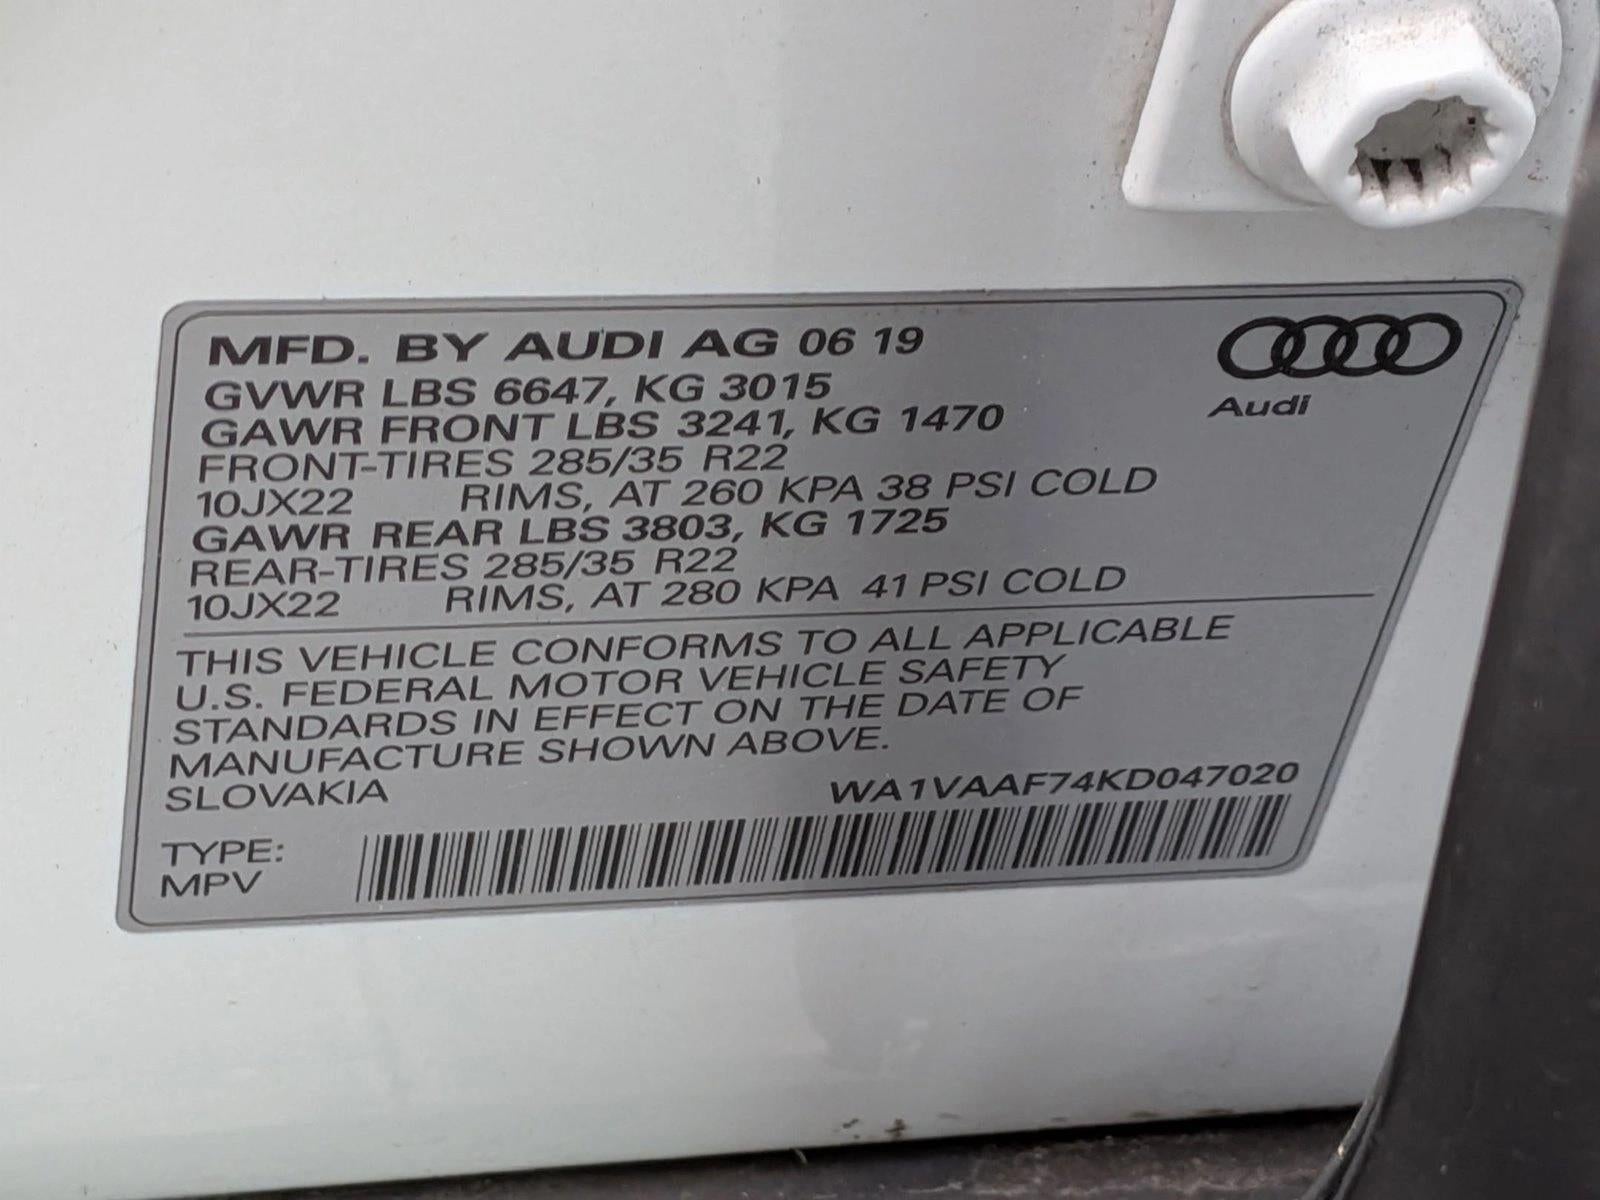 MFD. BY AUDI AG 06 19
GVWR LBS 6647, KG 3015
GAWR FRONT LBS 3241, KG 1470
FRONT-TIRES 285/35 R22
10JX22 RIMS, AT 260 KPA 38 PSI COLD
GAWR REAR LBS 3803, KG 1725
REAR-TIRES 285/35 R22
10JX22 RIMS, AT 280 KPA 41 PSI COLD
Audi
THIS VEHICLE CONFORMS TO ALL APPLICABLE
U.S. FEDERAL MOTOR VEHICLE SAFETY
STANDARDS IN EFFECT ON THE DATE OF
MANUFACTURE SHOWN ABOVE.
SLOVAKIA
WA1VAAF74KD047020
TYPE:
MPV